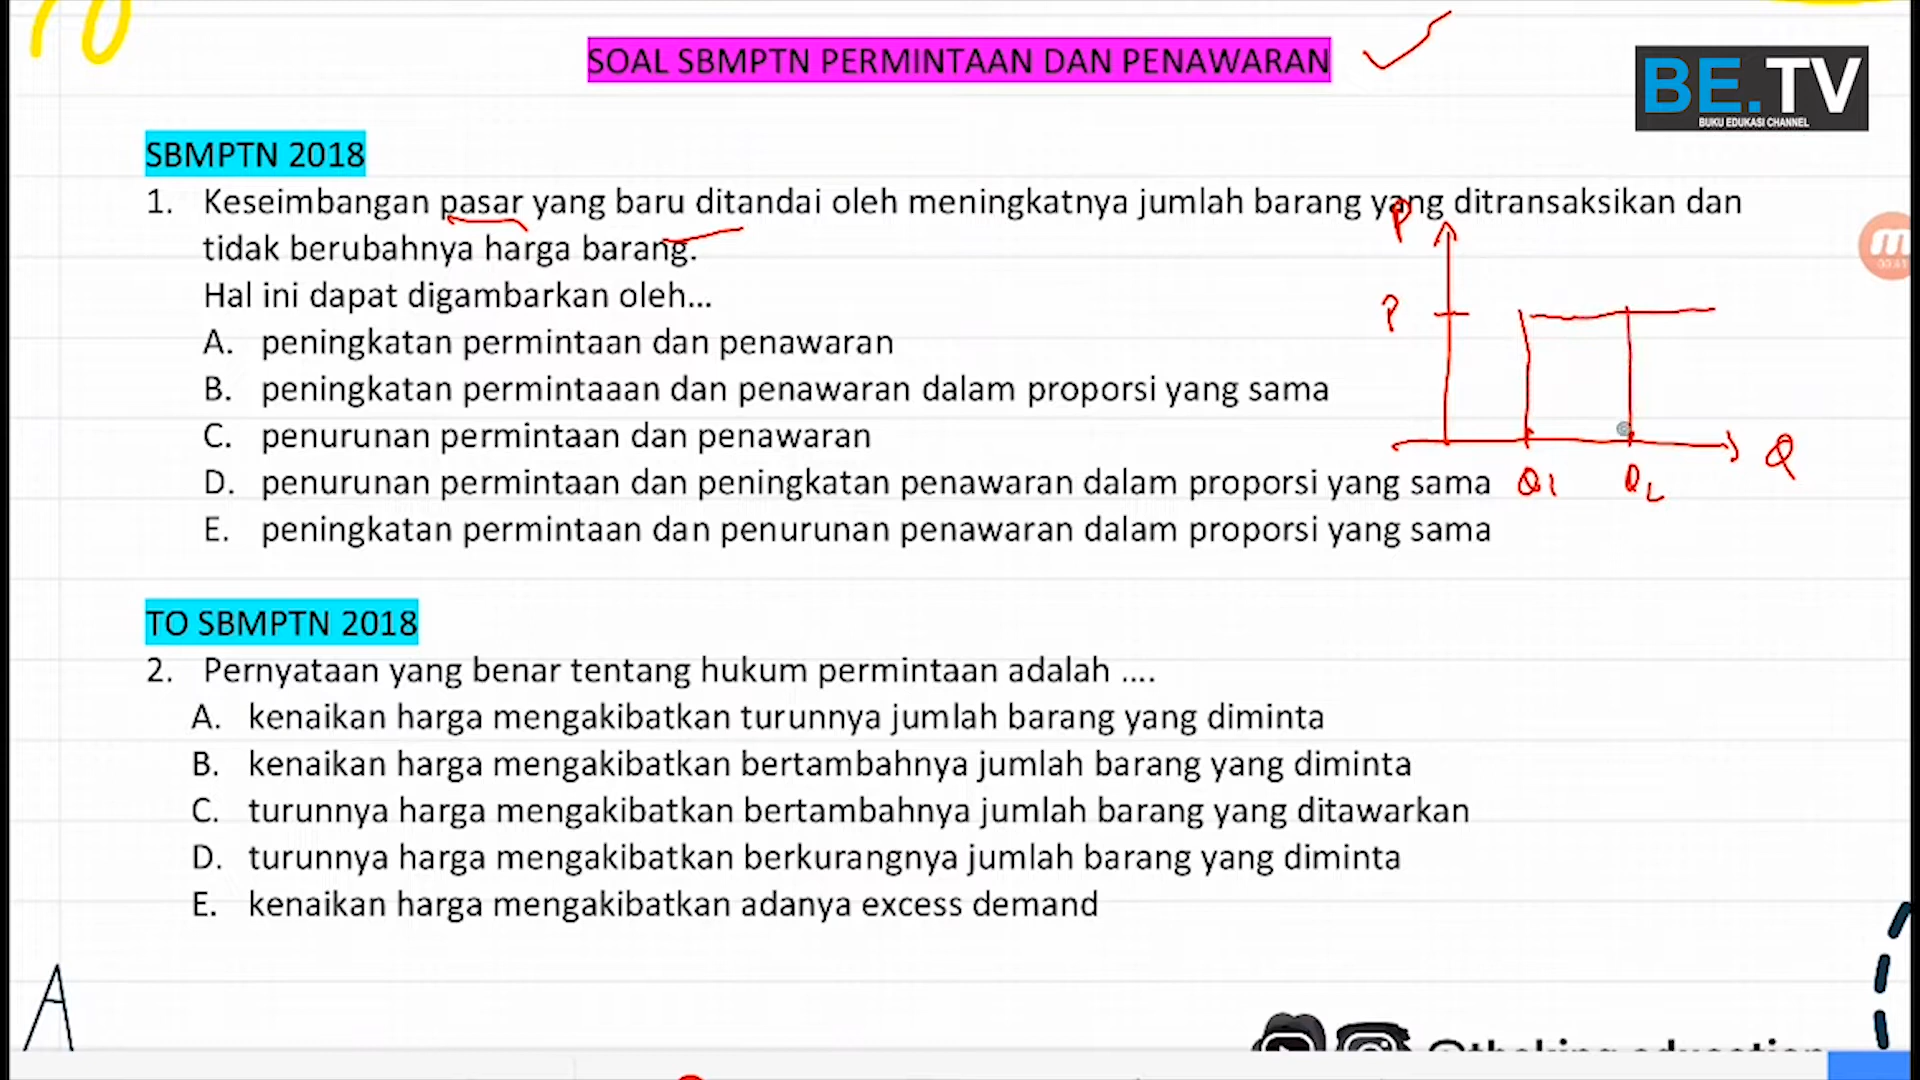 SOAL SBMPTN PERMINTAAN DAN PENAWARAN
BE.TV
BUKU EDUKASI CHANNEL
SBMPTN 2018
1. Keseimbangan pasar yang baru ditandai oleh meningkatnya jumlah barang yang ditransaksikan dan
tidak berubahnya harga barang.
Hal ini dapat digambarkan oleh...
A. peningkatan permintaan dan penawaran
B. peningkatan permintaaan dan penawaran dalam proporsi yang sama
C. penurunan permintaan dan penawaran
D. penurunan permintaan dan peningkatan penawaran dalam proporsi yang sama
E. peningkatan permintaan dan penurunan penawaran dalam proporsi yang sama
P
P
Q
Q1
Q2
TO SBMPTN 2018
2. Pernyataan yang benar tentang hukum permintaan adalah ....
A. kenaikan harga mengakibatkan turunnya jumlah barang yang diminta
B. kenaikan harga mengakibatkan bertambahnya jumlah barang yang diminta
C. turunnya harga mengakibatkan bertambahnya jumlah barang yang ditawarkan
D. turunnya harga mengakibatkan berkurangnya jumlah barang yang diminta
E. kenaikan harga mengakibatkan adanya excess demand
A